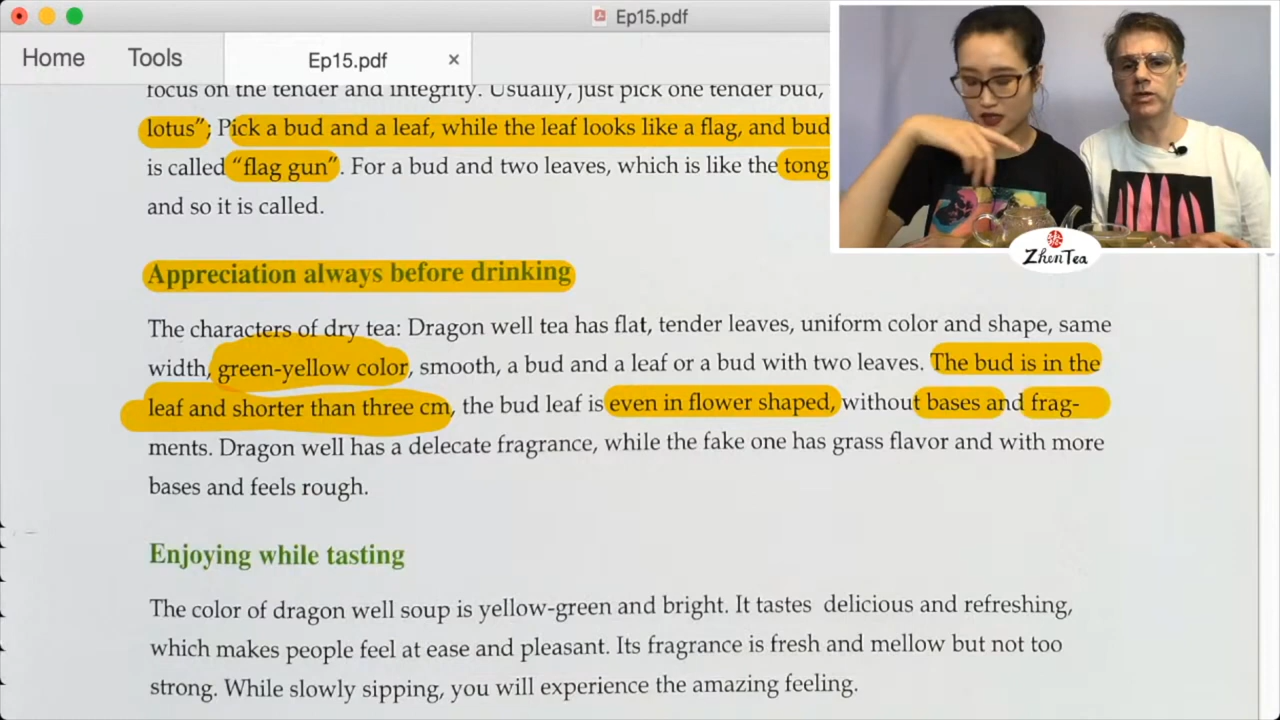 Ep15.pdf
Home
Tools
Ep15.pdf
×
focus on the tender and integrity. Usually, just pick one tender bud,
lotus”; Pick a bud and a leaf, while the leaf looks like a flag, and bud
is called “flag gun”. For a bud and two leaves, which is like the tong
and so it is called.
Appreciation always before drinking
The characters of dry tea: Dragon well tea has flat, tender leaves, uniform color and shape, same
width, green-yellow color, smooth, a bud and a leaf or a bud with two leaves. The bud is in the
leaf and shorter than three cm, the bud leaf is even in flower shaped, without bases and frag-
ments. Dragon well has a delecate fragrance, while the fake one has grass flavor and with more
bases and feels rough.
Enjoying while tasting
The color of dragon well soup is yellow-green and bright. It tastes delicious and refreshing,
which makes people feel at ease and pleasant. Its fragrance is fresh and mellow but not too
strong. While slowly sipping, you will experience the amazing feeling.
ZhenTea